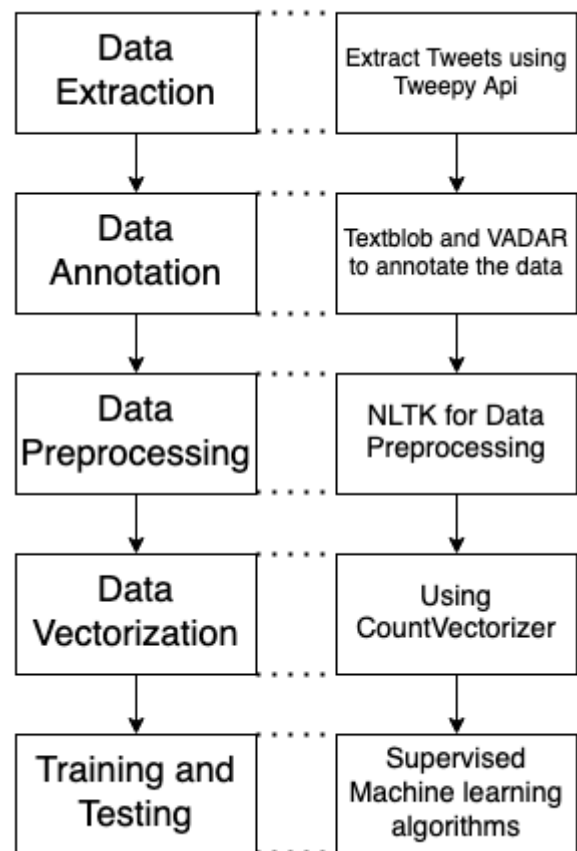 Data
Extraction
Extract Tweets using
Tweepy Api
Data
Annotation
Textblob and VADAR
to annotate the data
Data
Preprocessing
NLTK for Data
Preprocessing
Data
Vectorization
Using
CountVectorizer
Training and
Testing
Supervised
Machine learning
algorithms